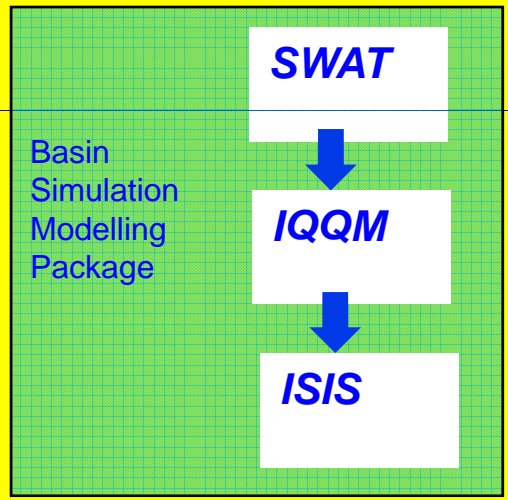 SWAT
Basin
Simulation
Modelling
Package
IQQM
ISIS